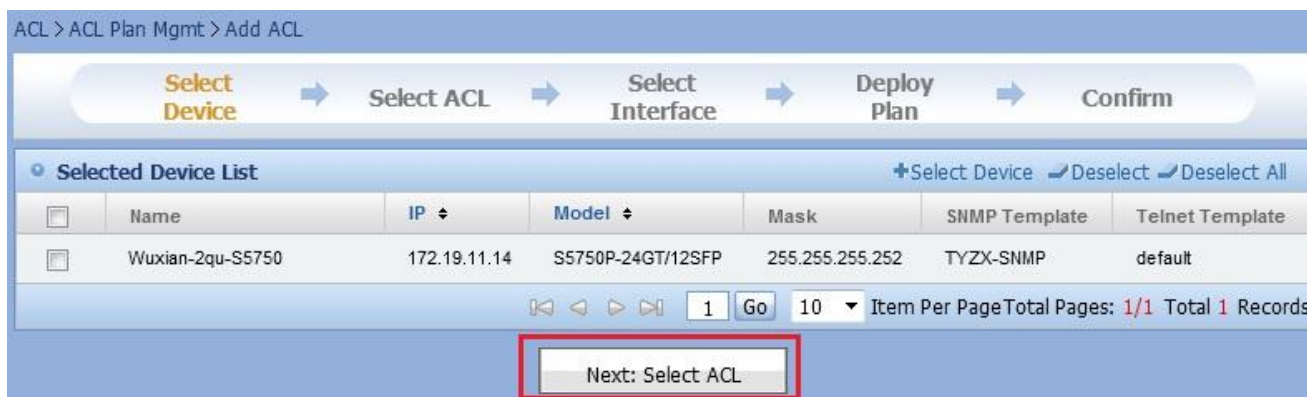 ACL > ACL Plan Mgmt > Add ACL
Select Device Select ACL Select Interface Deploy Plan Confirm
Selected Device List Select Device Deselect Deselect All
Name IP Model Mask SNMP Template Telnet Template
Wuxian-2qu-S5750 172.19.11.14 S5750P-24GT/12SFP 255.255.255.252 TYZX-SNMP default
1 Go 10 Item Per PageTotal Pages: 1/1 Total 1 Records
Next: Select ACL